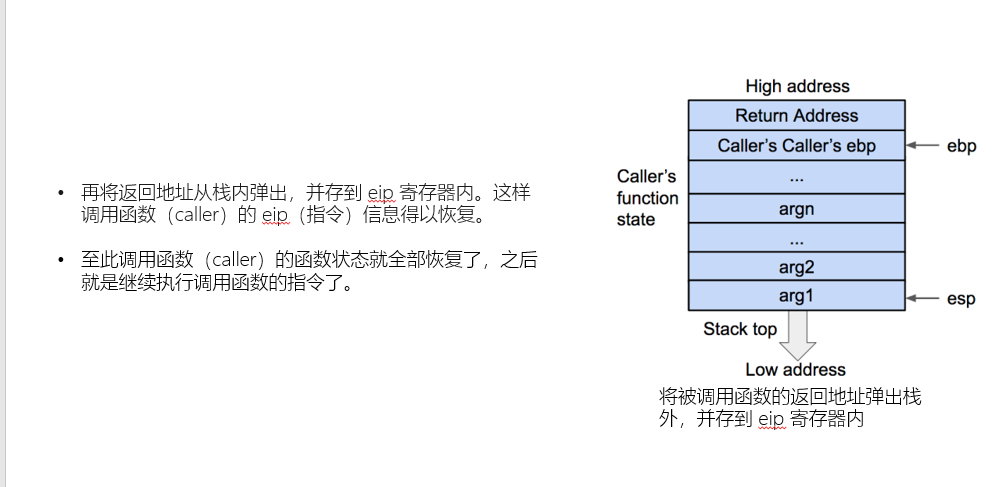 • 再将返回地址从栈内弹出，并存到 eip 寄存器内。这样
调用函数（caller）的 eip（指令）信息得以恢复。
• 至此调用函数（caller）的函数状态就全部恢复了，之后
就是继续执行调用函数的指令了。
High address
Return Address
Caller's Caller's ebp
ebp
...
Caller's
function
state
argn
...
arg2
arg1
esp
Stack top
Low address
将被调用函数的返回地址弹出栈
外，并存到 eip 寄存器内